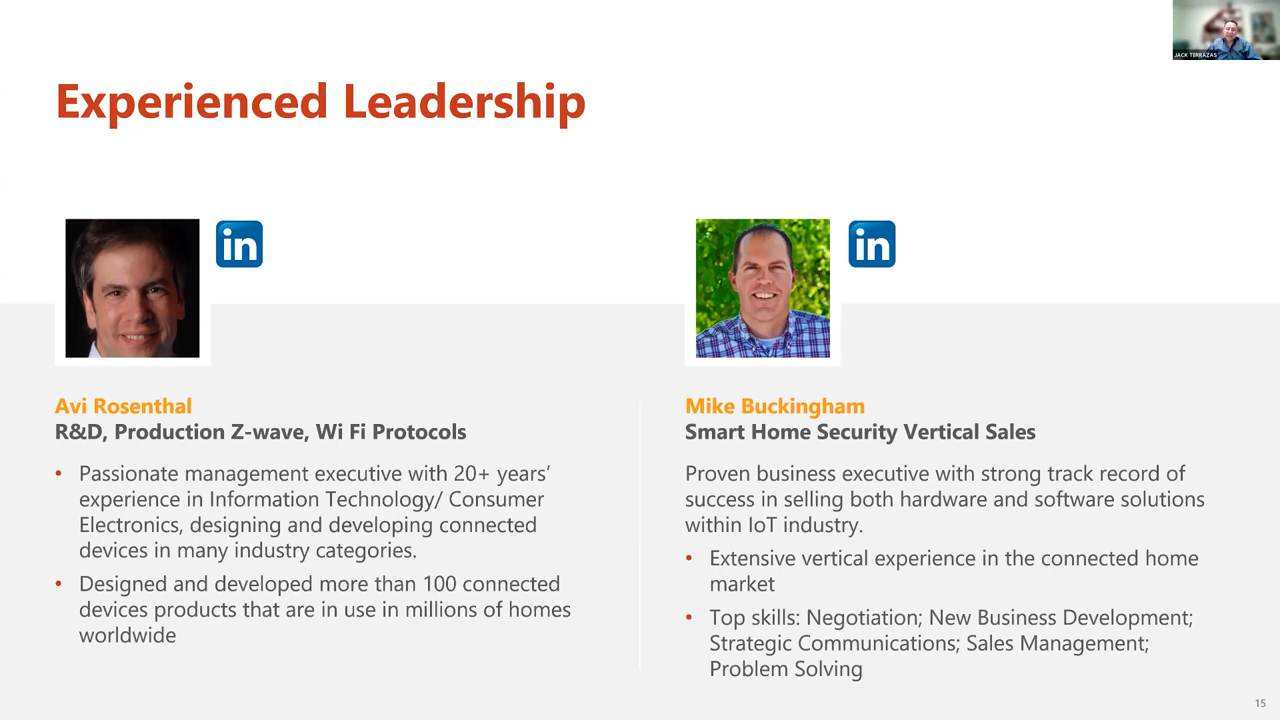 JACK TERRAZAS
Experienced Leadership
in
in
Avi Rosenthal
R&D, Production Z-wave, Wi Fi Protocols
• Passionate management executive with 20+ years’
experience in Information Technology/ Consumer
Electronics, designing and developing connected
devices in many industry categories.
• Designed and developed more than 100 connected
devices products that are in use in millions of homes
worldwide
Mike Buckingham
Smart Home Security Vertical Sales
Proven business executive with strong track record of
success in selling both hardware and software solutions
within IoT industry.
• Extensive vertical experience in the connected home
market
• Top skills: Negotiation; New Business Development;
Strategic Communications; Sales Management;
Problem Solving
15